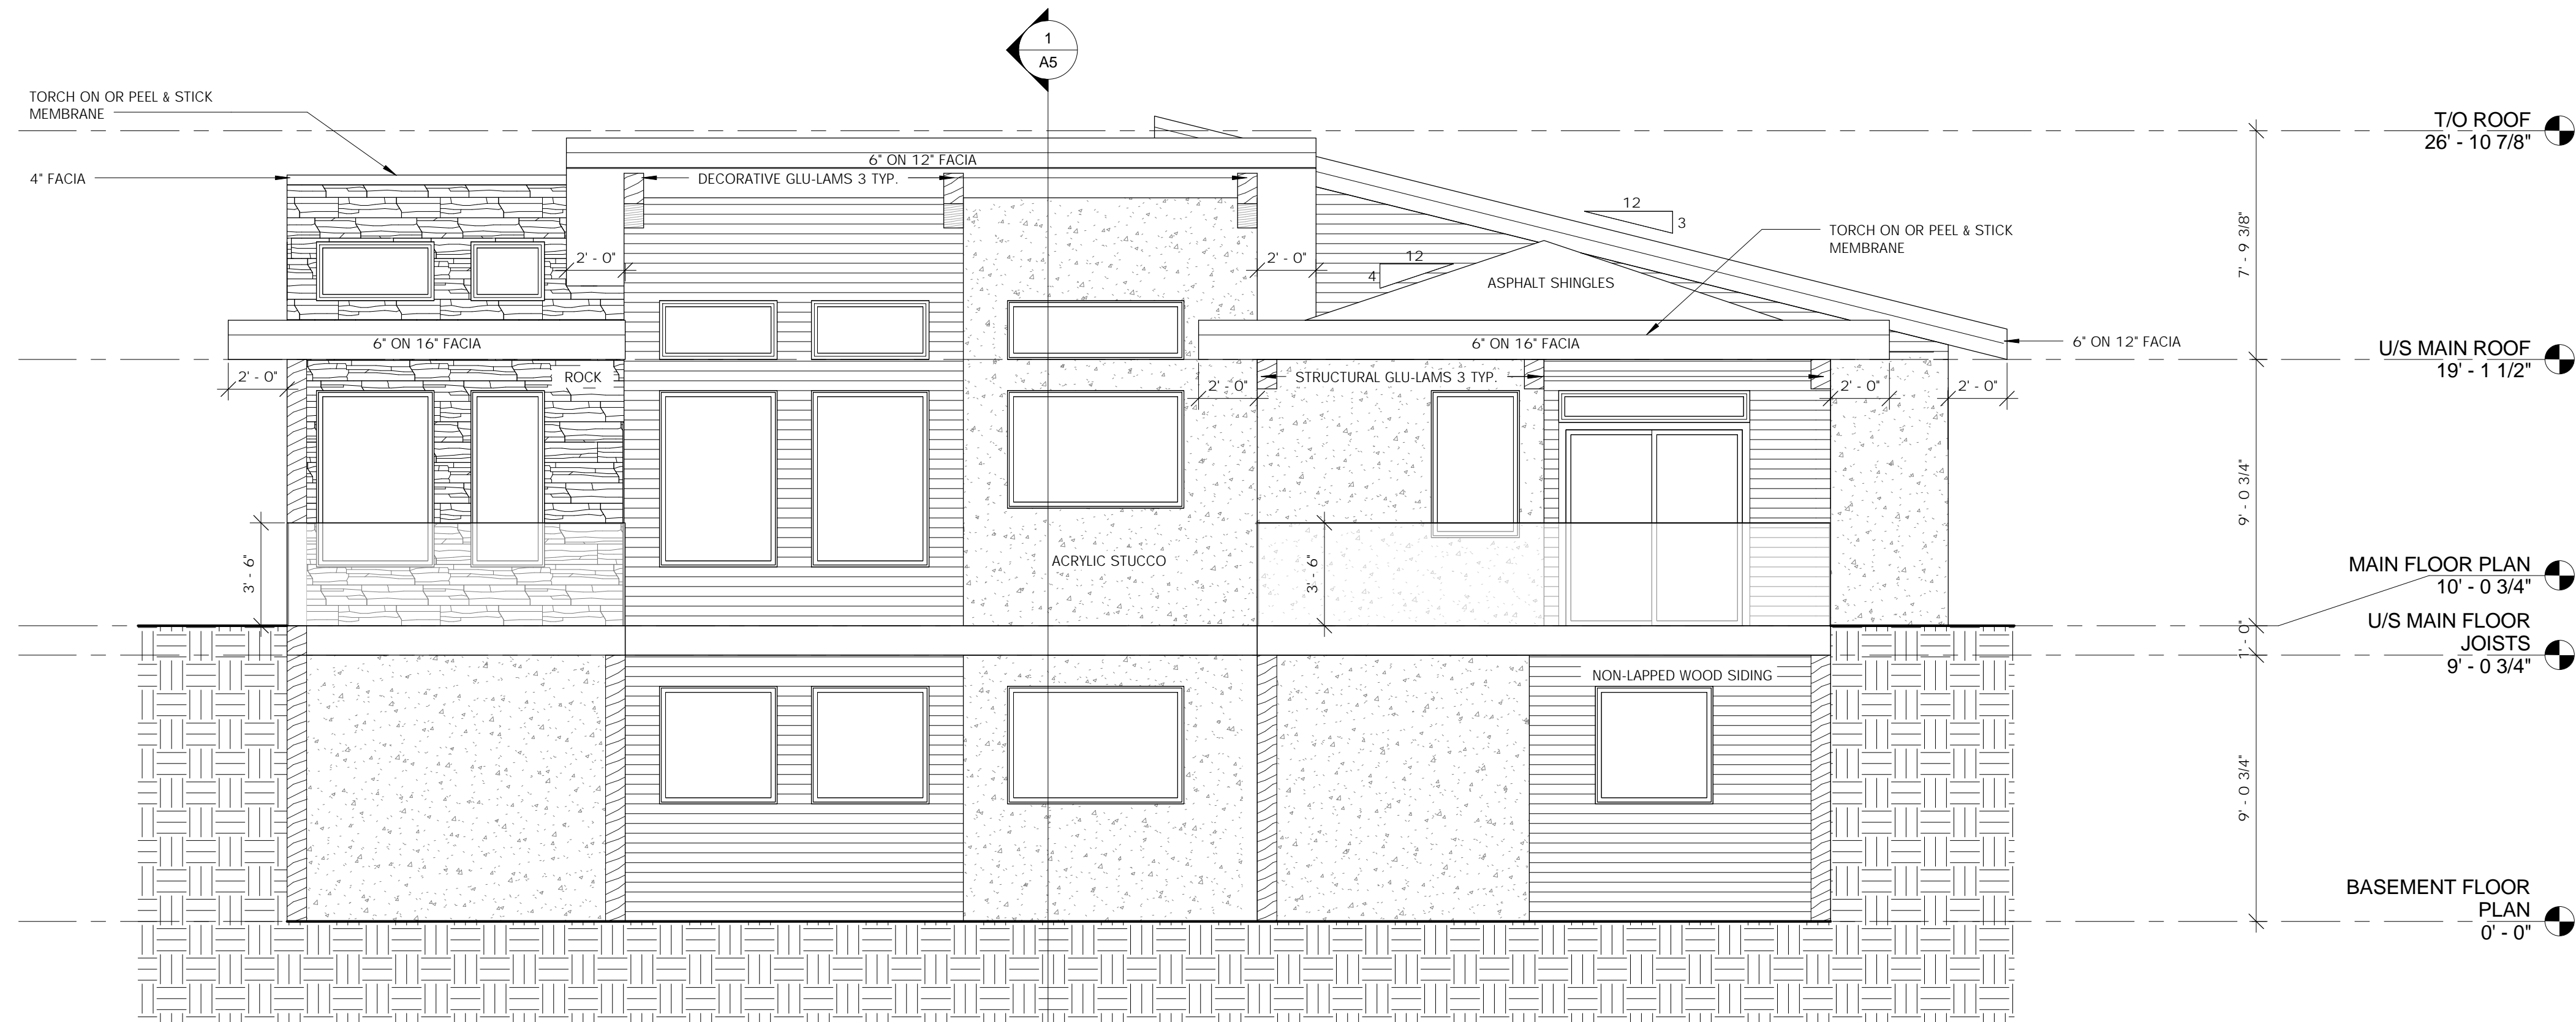 1
A5
TORCH ON OR PEEL & STICK
MEMBRANE
4" FACIA
6" ON 12" FACIA
DECORATIVE GLU-LAMS 3 TYP.
2' - 0"
2' - 0"
12
3
12
4
ASPHALT SHINGLES
TORCH ON OR PEEL & STICK
MEMBRANE
6" ON 16" FACIA
6" ON 16" FACIA
6" ON 12" FACIA
2' - 0"
ROCK
2' - 0"
STRUCTURAL GLU-LAMS 3 TYP.
2' - 0"
2' - 0"
3' - 6"
ACRYLIC STUCCO
3' - 6"
NON-LAPPED WOOD SIDING
7' - 9 3/8"
9' - 0 3/4"
1' - 0"
9' - 0 3/4"
T/O ROOF
26' - 10 7/8"
U/S MAIN ROOF
19' - 1 1/2"
MAIN FLOOR PLAN
10' - 0 3/4"
U/S MAIN FLOOR
JOISTS
9' - 0 3/4"
BASEMENT FLOOR
PLAN
0' - 0"